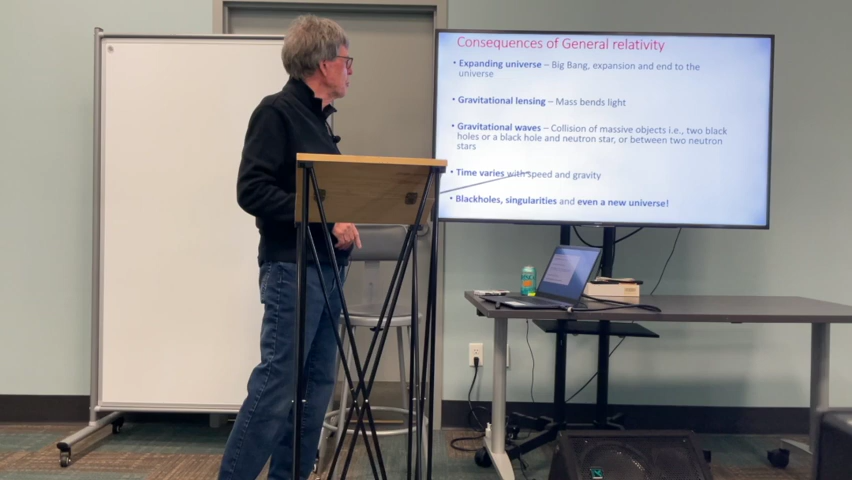 Consequences of General relativity
• Expanding universe – Big Bang, expansion and end to the
universe
• Gravitational lensing – Mass bends light
• Gravitational waves – Collision of massive objects i.e., two black
holes or a black hole and neutron star, or between two neutron
stars
• Time varies with speed and gravity
• Blackholes, singularities and even a new universe!